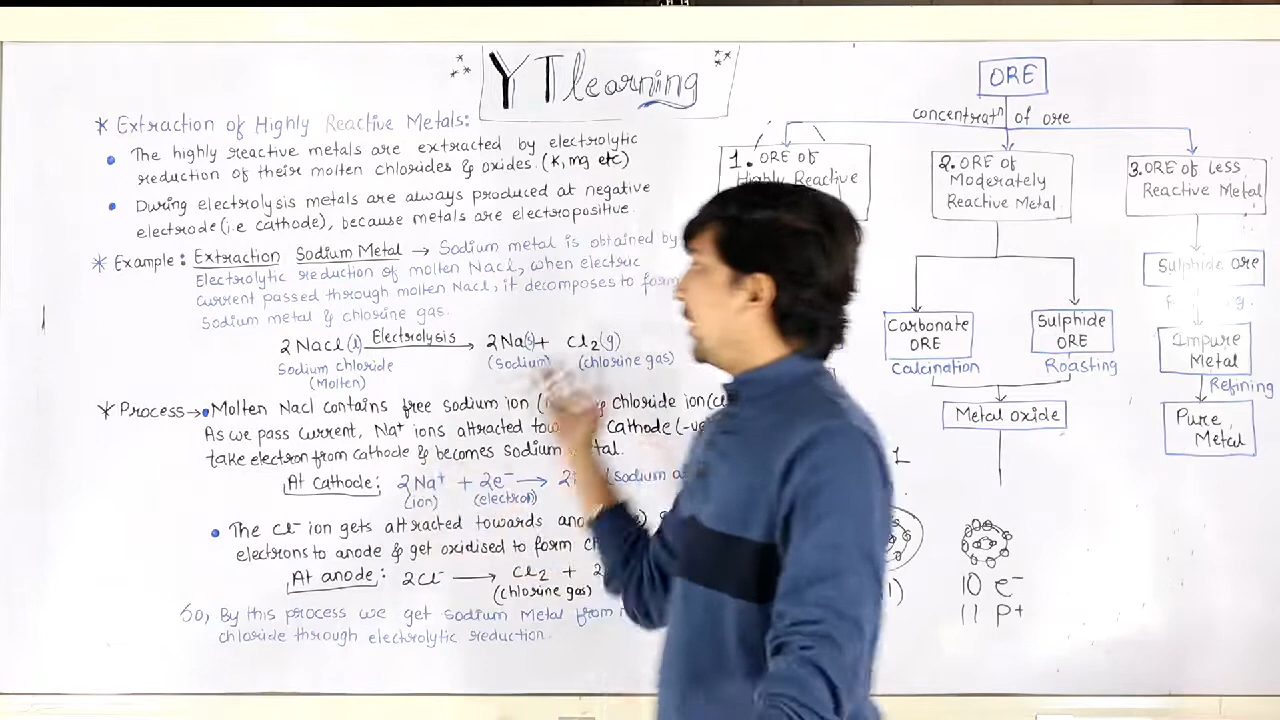 YT learning
* Extraction of Highly Reactive Metals:
• The highly reactive metals are extracted by electrolytic
reduction of their molten chlorides & oxides. (K, mg etc)
• During electrolysis metals are always produced at negative
electrode (i.e cathode), because metals are electropositive.
* Example: Extraction Sodium Metal → Sodium metal is obtained by
Electrolytic reduction of molten Nacl, when electric
current passed through molten Nacl, it decomposes to form
Sodium metal & chlorine gas.
2 Nacl (l) Electrolysis → 2Na(s) + Cl2(g)
Sodium chloride (Sodium) (chlorine gas)
(Molten)
* Process → • Molten Nacl contains free sodium ion chloride ion (cl
As we pass current, Na+ ions attracted cathode (-ve
take electron from cathode & becomes sodium metal.
At cathode: 2Na+ + 2e- → 2 (sodium
(ion) (electron)
• The Cl- ion gets attracted towards
electrons to anode & get oxidised to form
At anode: 2Cl- → Cl2 + 2
(chlorine gas)
So, By this process we get sodium Metal from
chloride through electrolytic reduction.
ORE
concentratn of ore
1. ORE of
Highly Reactive
2. ORE of
Moderately
Reactive Metal
Carbonate
ORE
Calcination
Sulphide
ORE
Roasting
Metal oxide
10 e-
11 P+
3. ORE of Less
Reactive Metal
Sulphide ore
Impure
Metal
Refining
Pure
Metal